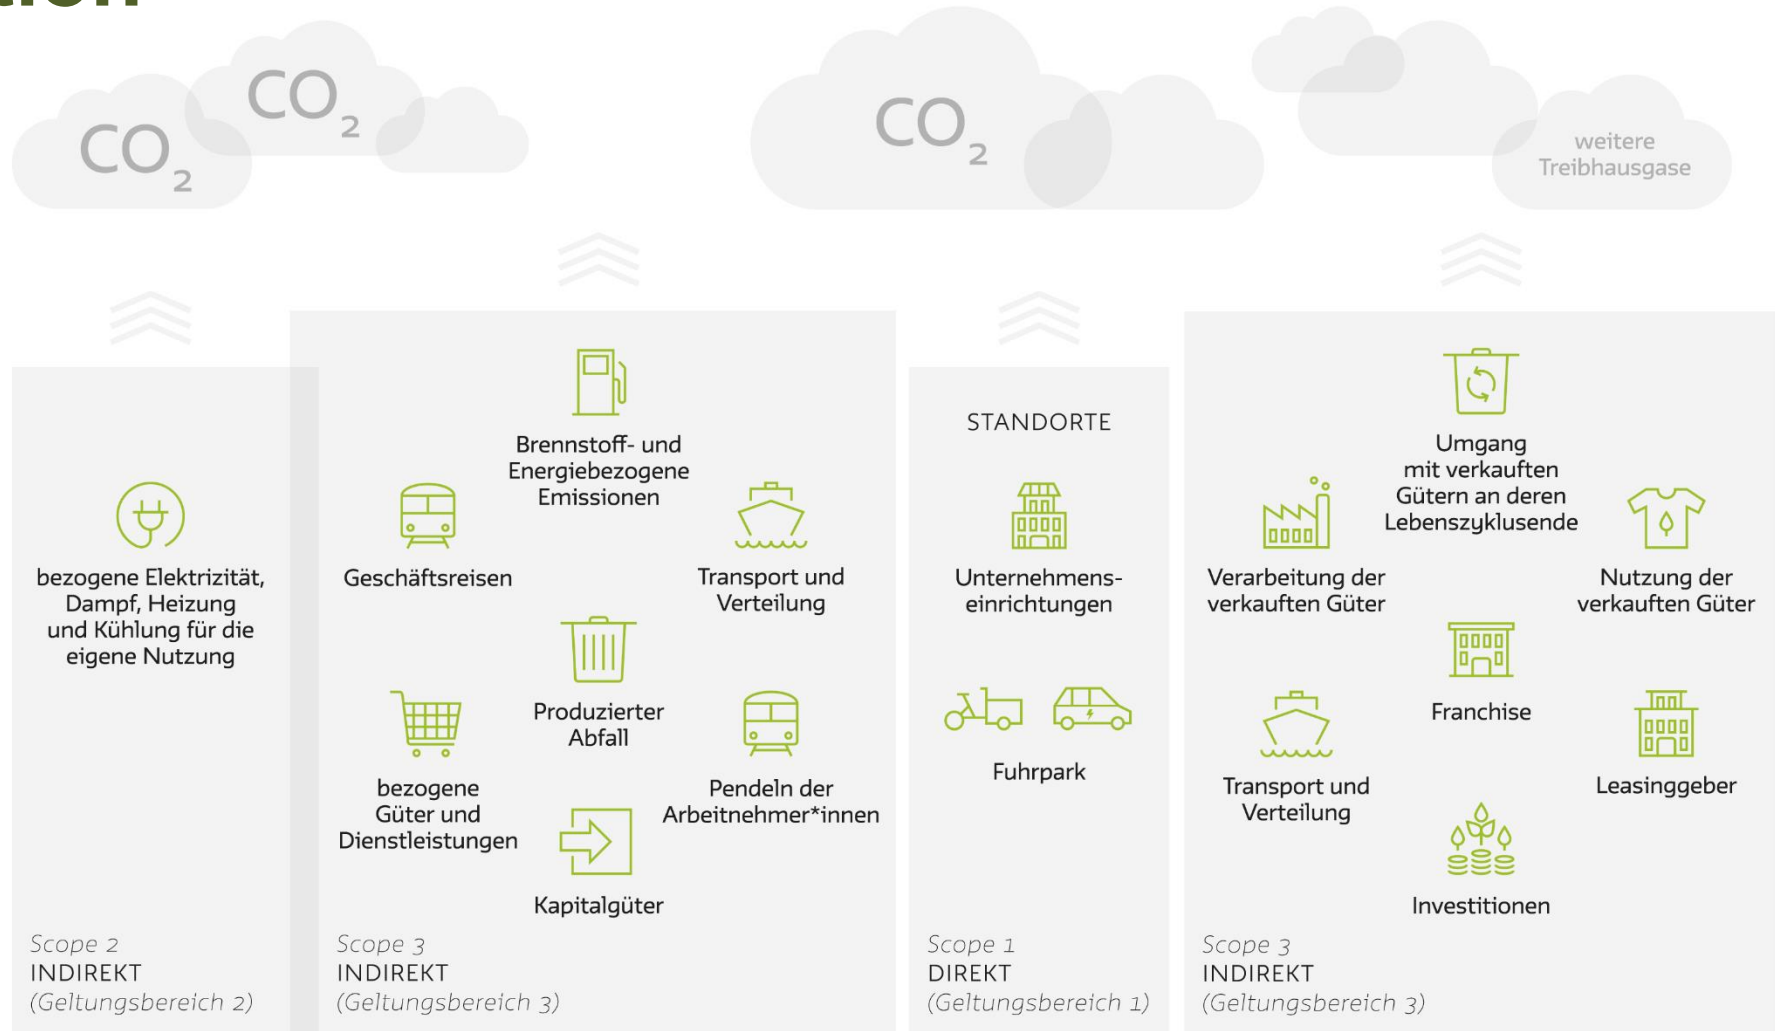 CO₂
CO₂
CO₂
weitere
Treibhausgase
bezogene Elektrizität,
Dampf, Heizung
und Kühlung für die
eigene Nutzung
Scope 2
INDIREKT
(Geltungsbereich 2)
Brennstoff- und
Energiebezogene
Emissionen
Geschäftsreisen
Transport und
Verteilung
Produzierter
Abfall
bezogene
Güter und
Dienstleistungen
Pendeln der
Arbeitnehmer*innen
Kapitalgüter
Scope 3
INDIREKT
(Geltungsbereich 3)
STANDORTE
Unternehmens-
einrichtungen
Fuhrpark
Scope 1
DIREKT
(Geltungsbereich 1)
Umgang
mit verkauften
Gütern an deren
Lebenszyklusende
Verarbeitung der
verkauften Güter
Nutzung der
verkauften Güter
Franchise
Transport und
Verteilung
Leasinggeber
Investitionen
Scope 3
INDIREKT
(Geltungsbereich 3)